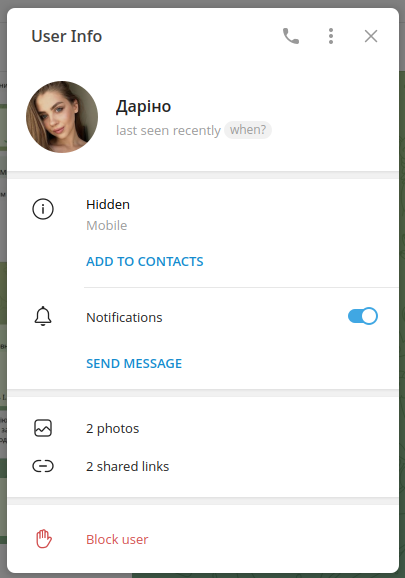 User Info
Даріно
last seen recently when?
Hidden
Mobile
ADD TO CONTACTS
Notifications
SEND MESSAGE
2 photos
2 shared links
Block user